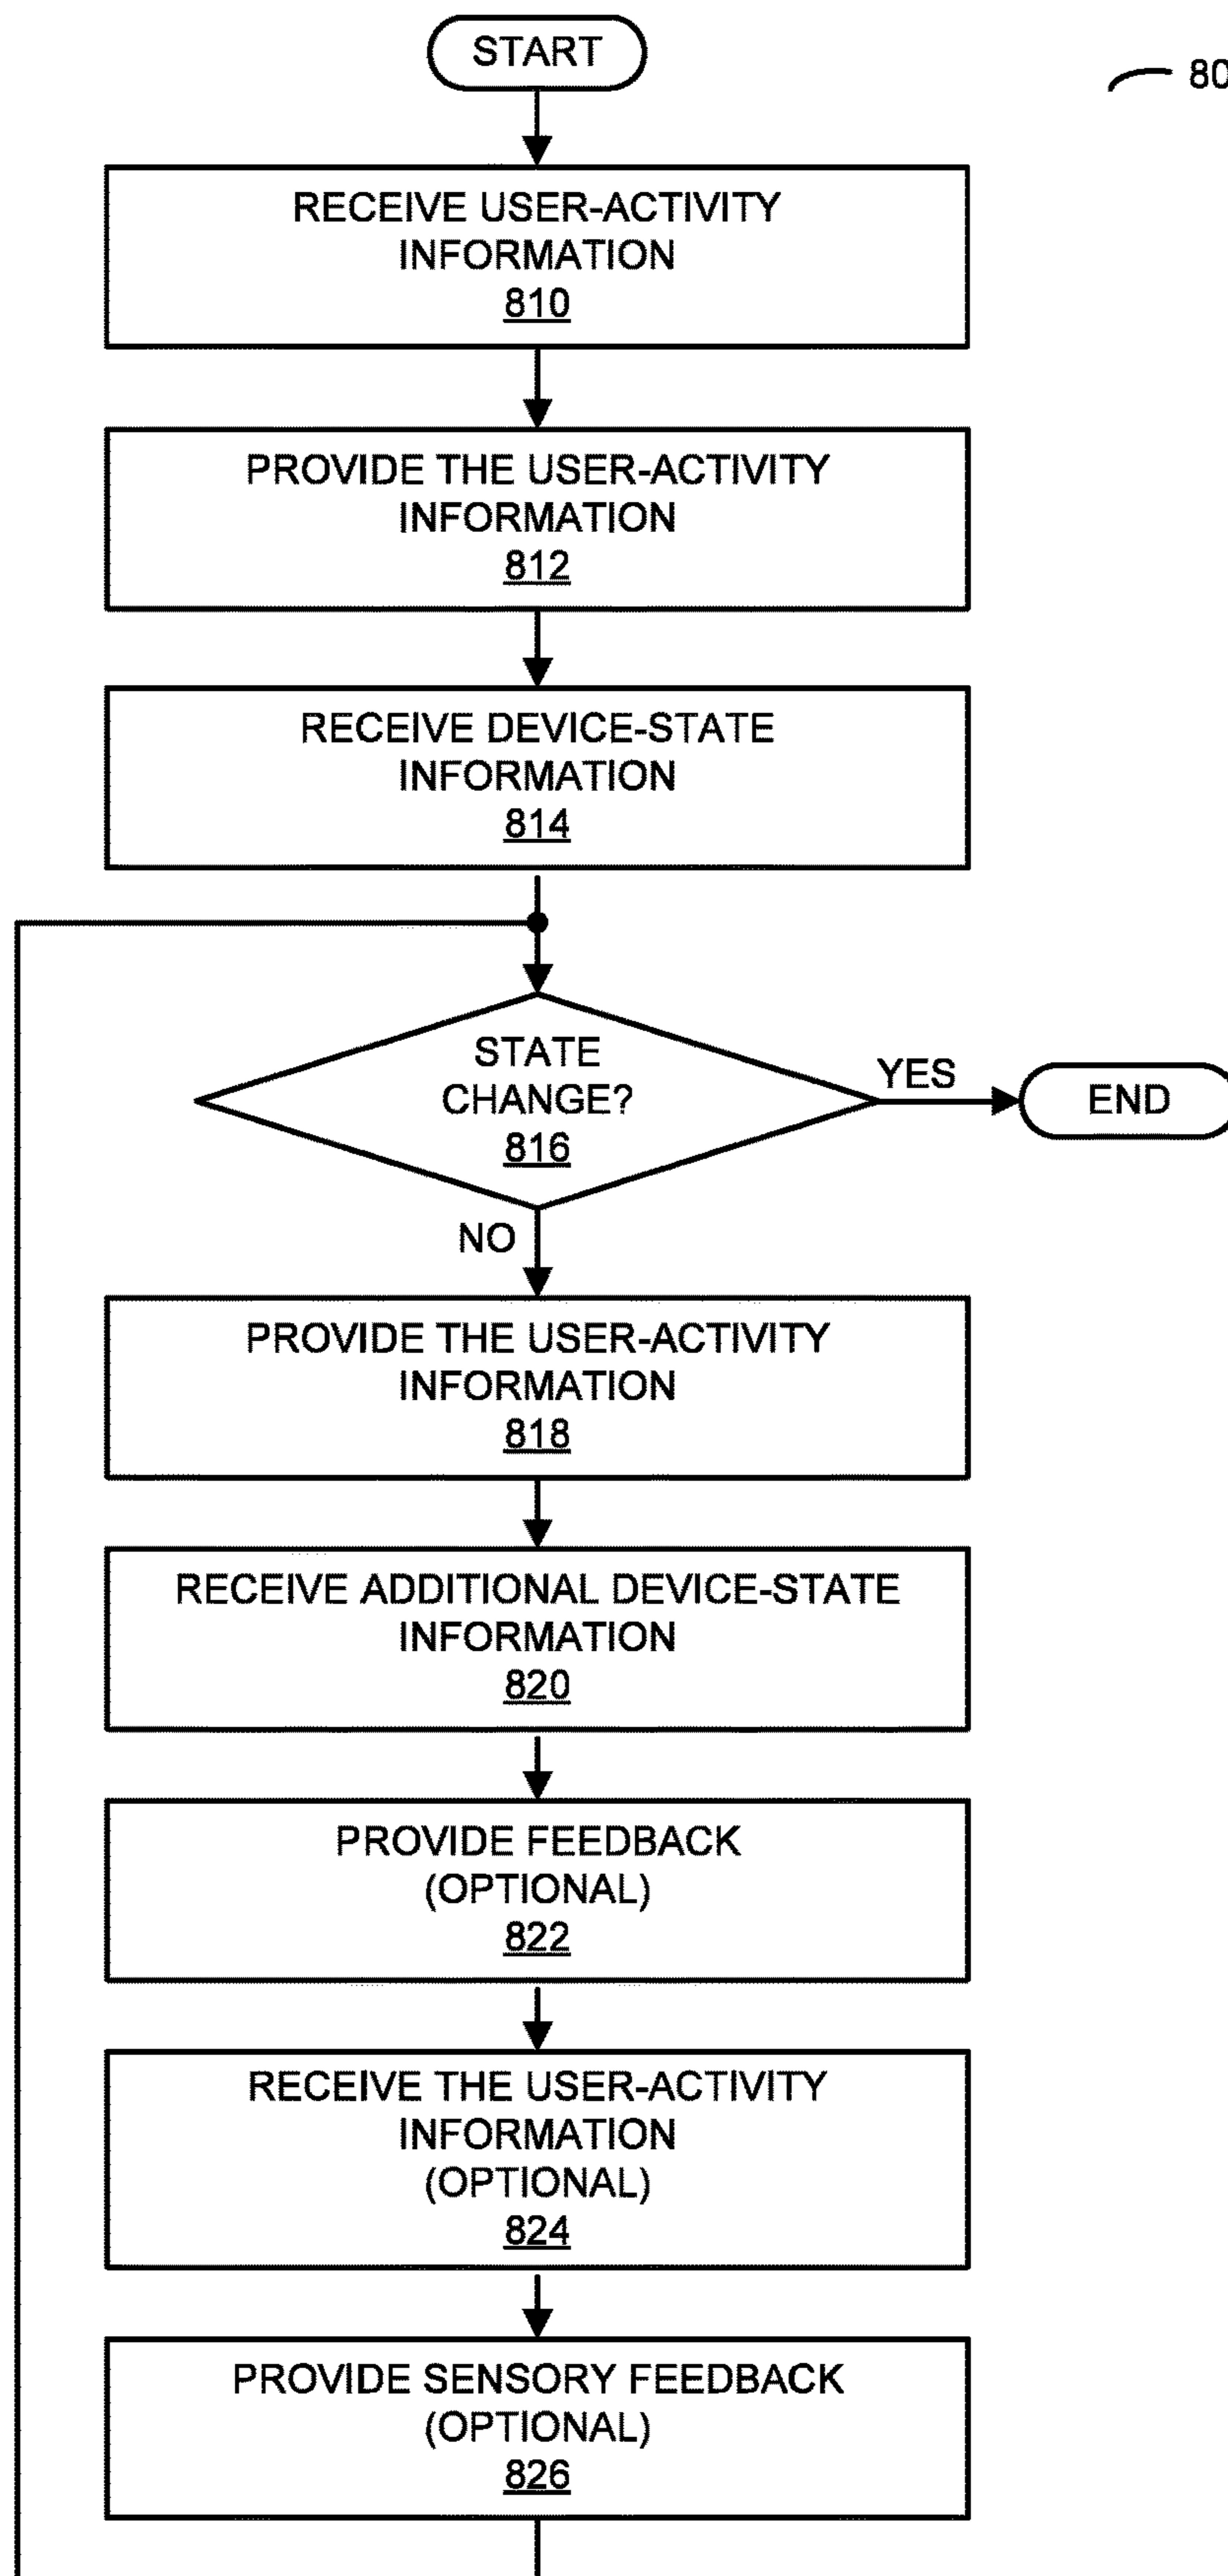 START
80
RECEIVE USER-ACTIVITY
INFORMATION
810
PROVIDE THE USER-ACTIVITY
INFORMATION
812
RECEIVE DEVICE-STATE
INFORMATION
814
STATE
CHANGE?
816
YES
END
NO
PROVIDE THE USER-ACTIVITY
INFORMATION
818
RECEIVE ADDITIONAL DEVICE-STATE
INFORMATION
820
PROVIDE FEEDBACK
(OPTIONAL)
822
RECEIVE THE USER-ACTIVITY
INFORMATION
(OPTIONAL)
824
PROVIDE SENSORY FEEDBACK
(OPTIONAL)
826